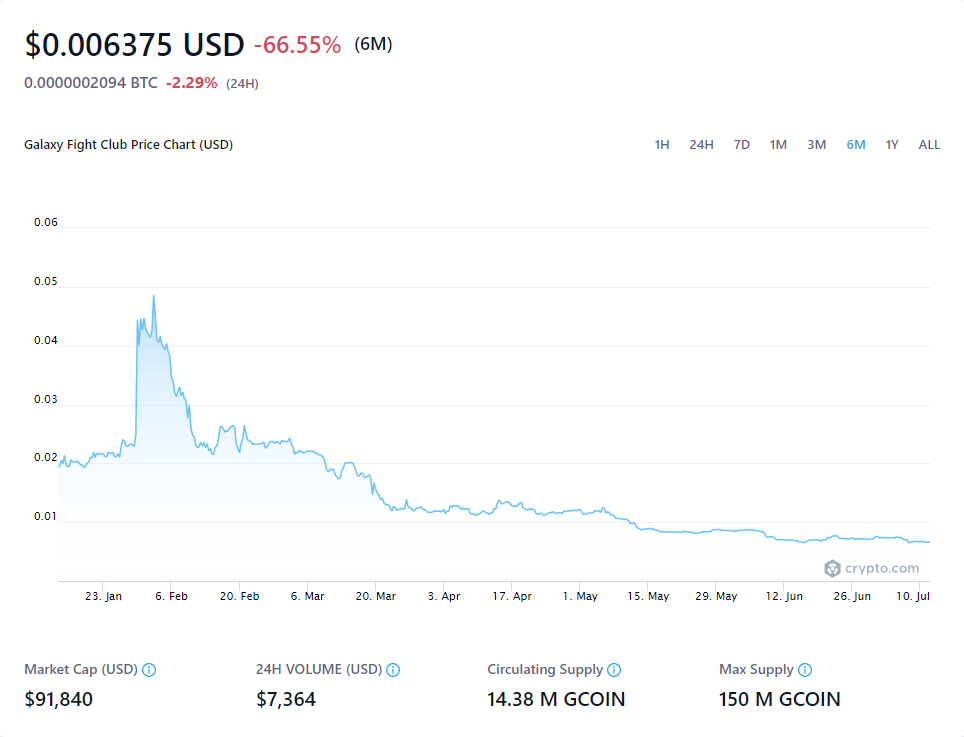 $0.006375 USD -66.55% (6M)
0.0000002094 BTC -2.29% (24H)
Galaxy Fight Club Price Chart (USD) 1H 24H 7D 1M 3M 6M 1Y ALL
0.06
0.05
0.04
0.03
0.02
0.01
crypto.com
23. Jan 6. Feb 20. Feb 6. Mar 20. Mar 3. Apr 17. Apr 1. May 15. May 29. May 12. Jun 26. Jun 10. Jul
Market Cap (USD) 24H VOLUME (USD) Circulating Supply Max Supply
$91,840 $7,364 14.38 M GCOIN 150 M GCOIN